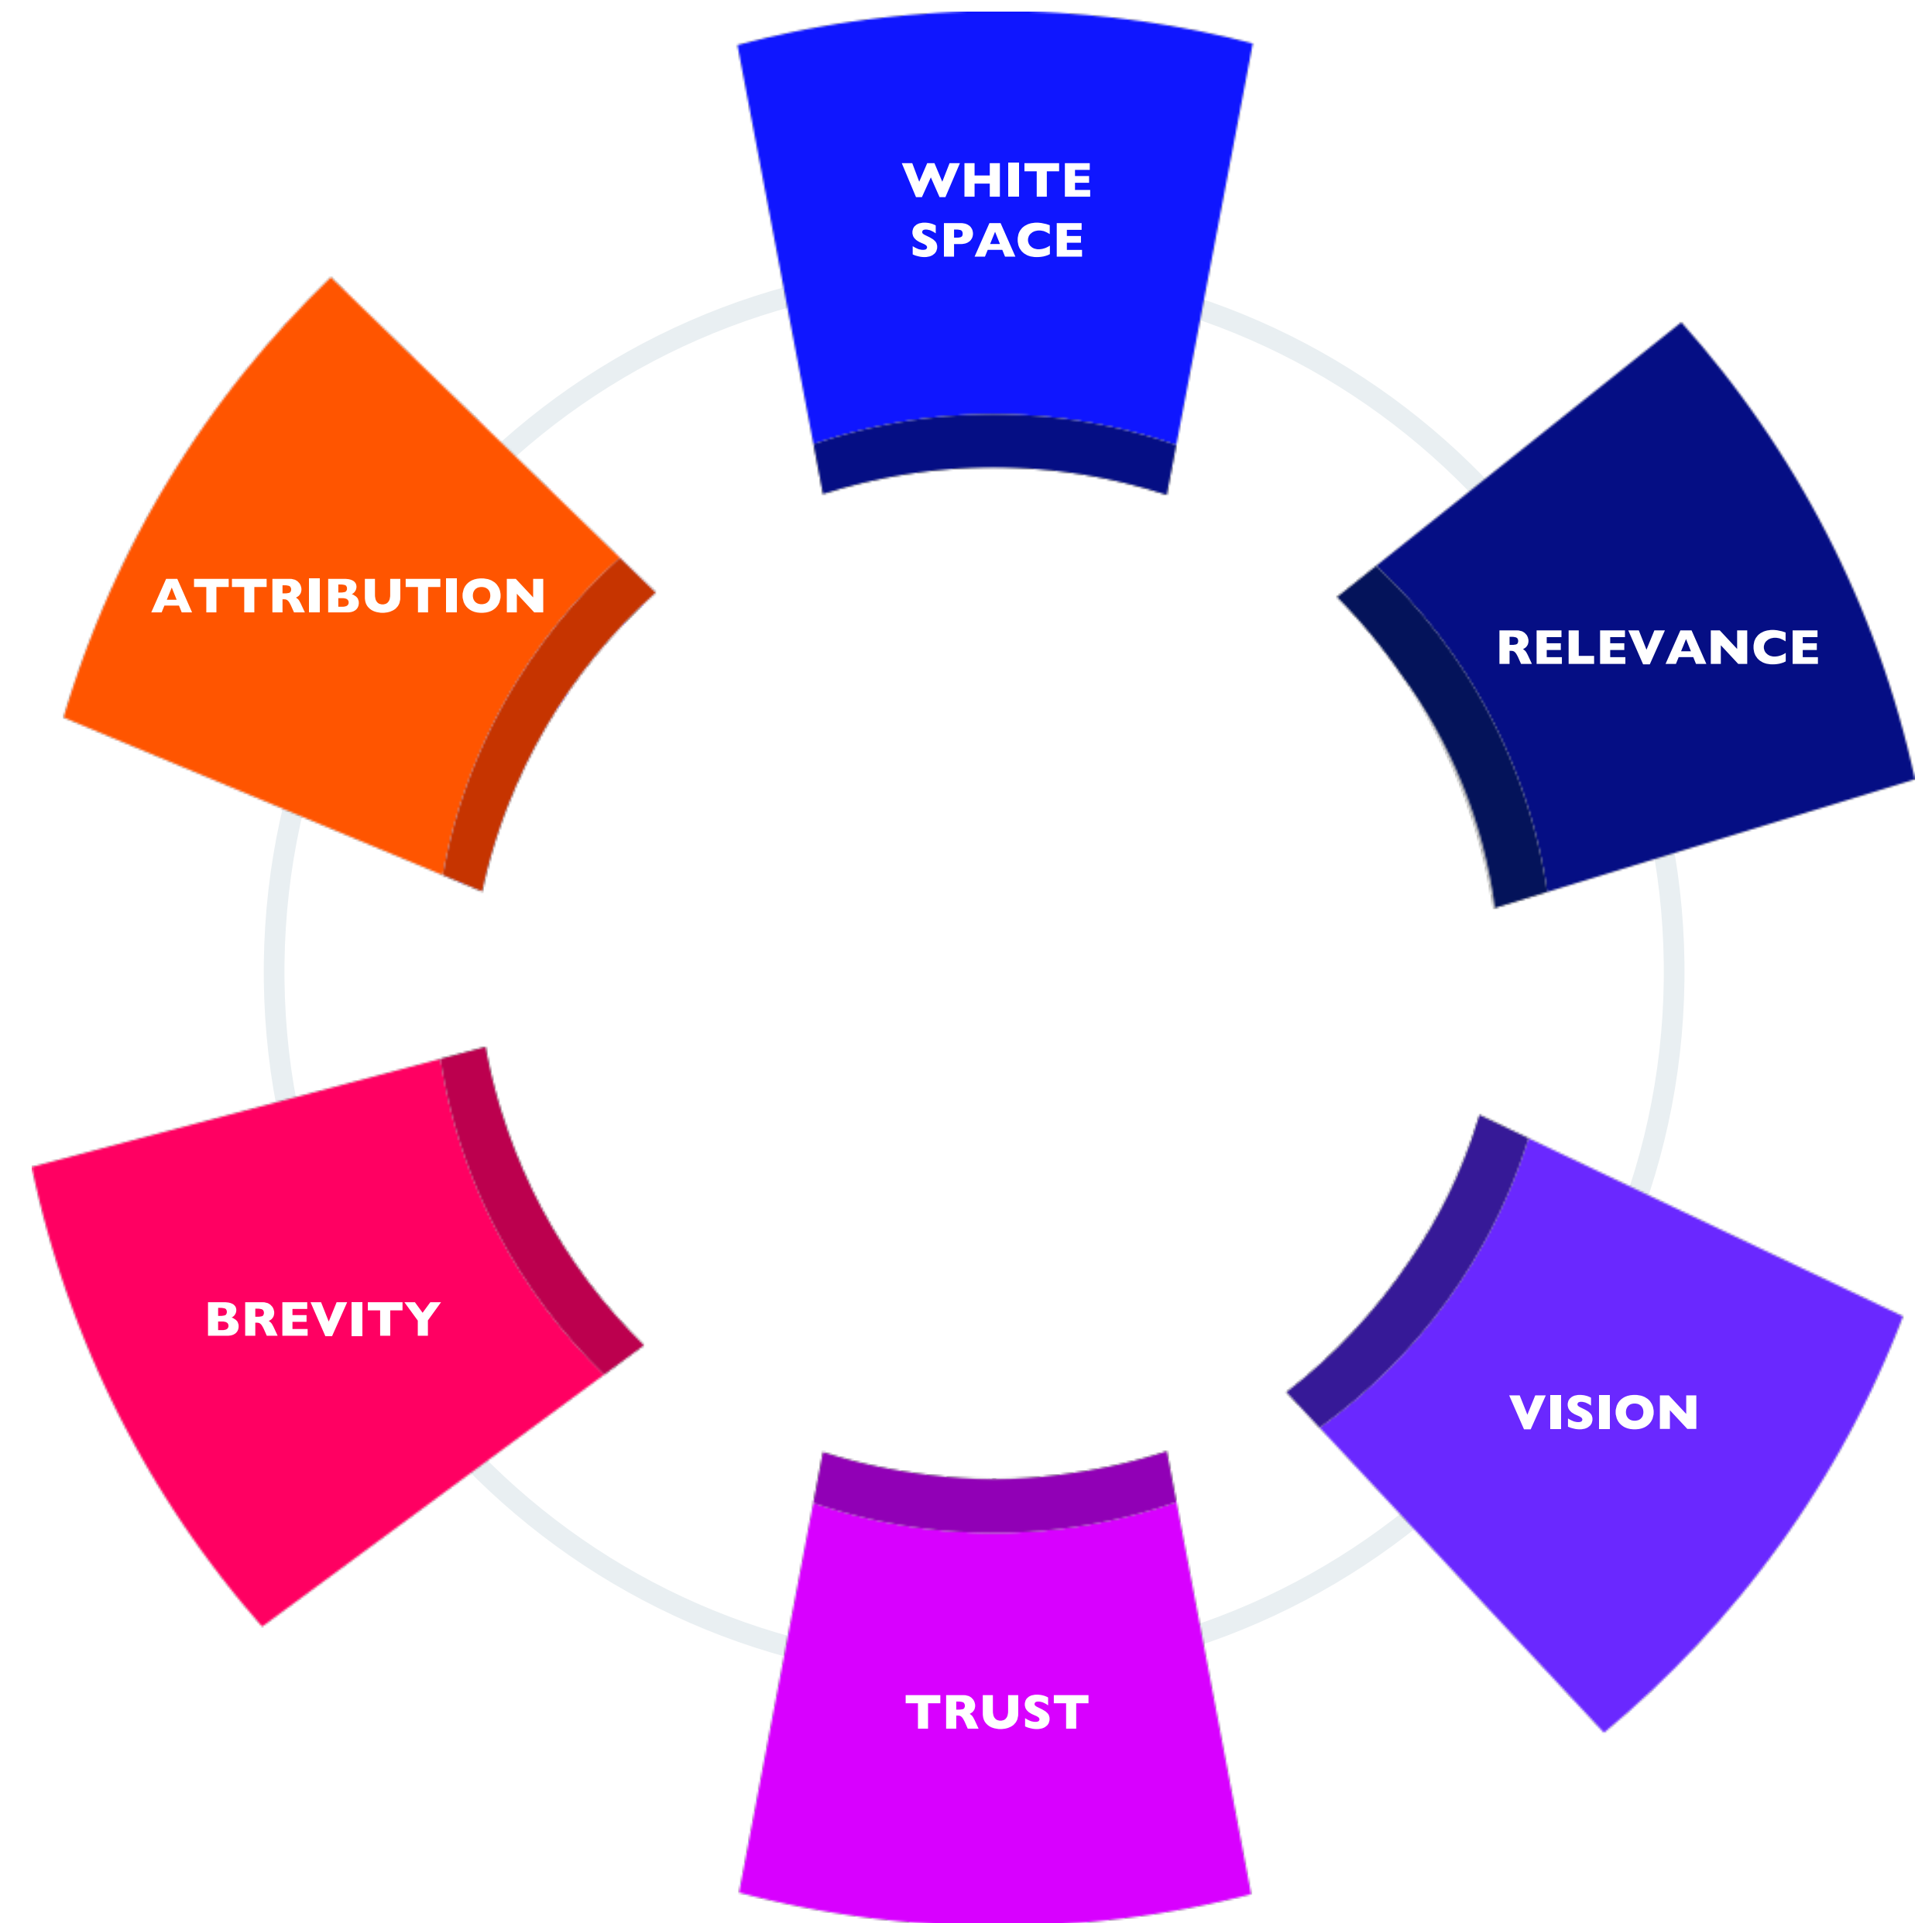 WHITE
SPACE
ATTRIBUTION
RELEVANCE
BREVITY
VISION
TRUST